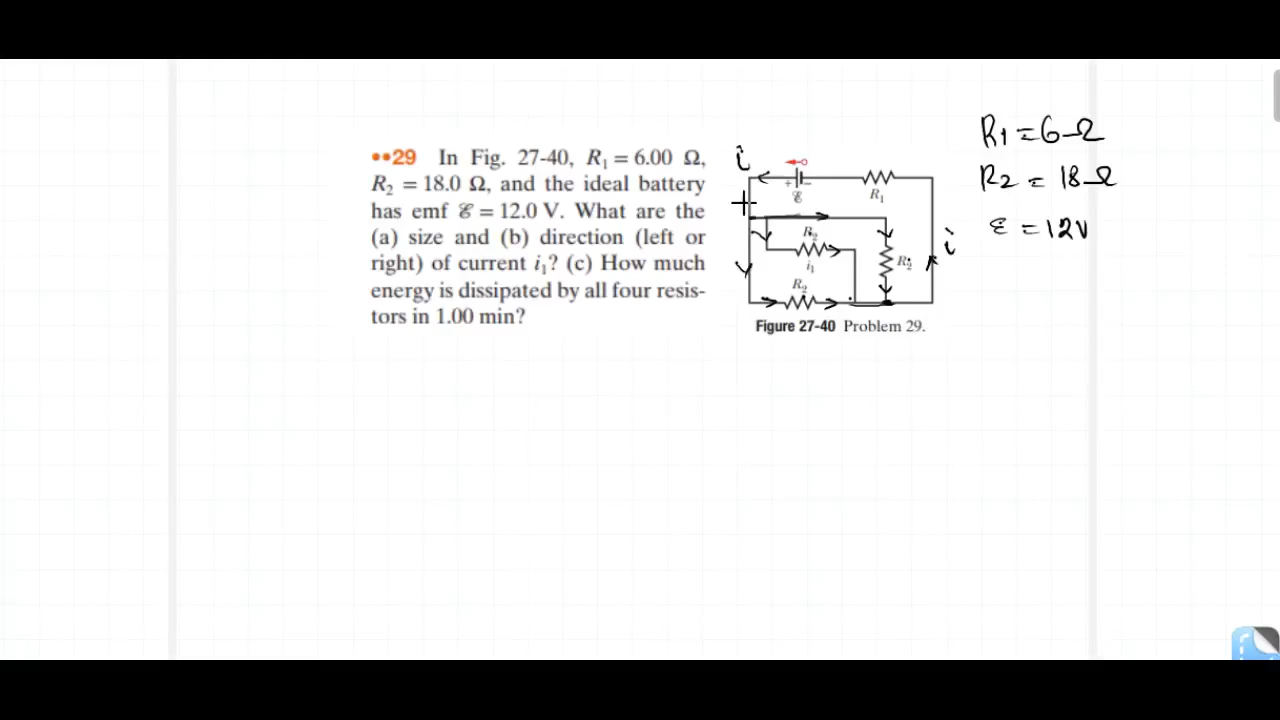 ••29 In Fig. 27-40, R₁ = 6.00 Ω,
R₂ = 18.0 Ω, and the ideal battery
has emf ℰ = 12.0 V. What are the
(a) size and (b) direction (left or
right) of current i₁? (c) How much
energy is dissipated by all four resis-
tors in 1.00 min?
i
+ −
ℰ
R₁
R₂
i₁
R₂
R₂
i
Figure 27-40 Problem 29.
R1 = 6Ω
R2 = 18Ω
ε = 12V